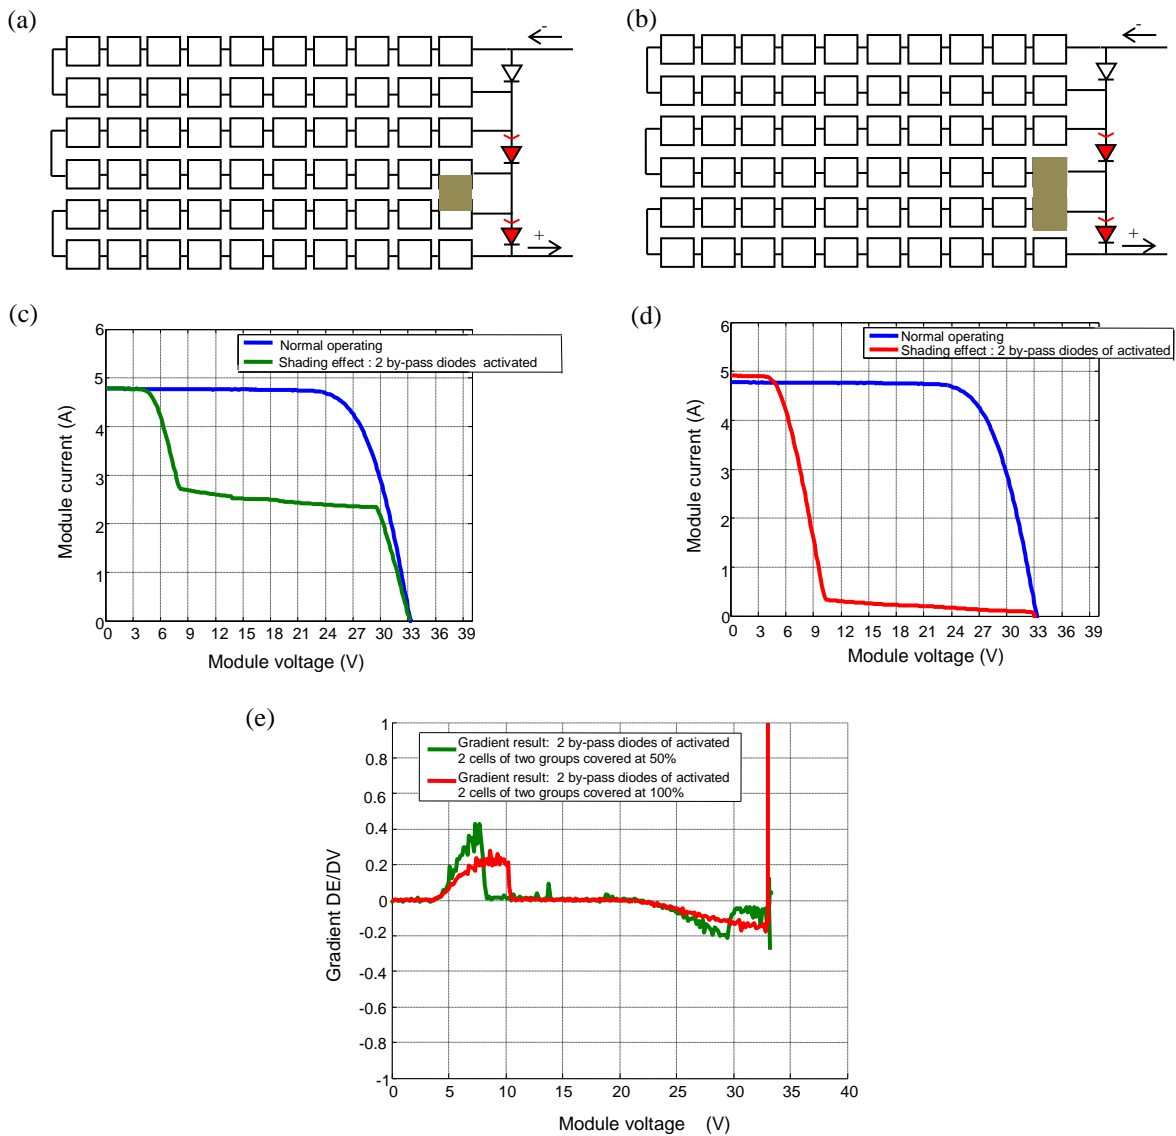 (a)
-
+
(b)
-
+
(c)
6
5
4
3
2
1
0
Module current (A)
Normal operating
Shading effect : 2 by-pass diodes activated
0 3 6 9 12 15 18 21 24 27 30 33 36 39
Module voltage (V)
(d)
6
5
4
3
2
1
0
Module current (A)
Normal operating
Shading effect : 2 by-pass diodes of activated
0 3 6 9 12 15 18 21 24 27 30 33 36 39
Module voltage (V)
(e)
1
0.8
0.6
0.4
0.2
0
-0.2
-0.4
-0.6
-0.8
-1
Gradient DE/DV
Gradient result: 2 by-pass diodes of activated
2 cells of two groups covered at 50%
Gradient result: 2 by-pass diodes of activated
2 cells of two groups covered at 100%
0 5 10 15 20 25 30 35 40
Module voltage (V)